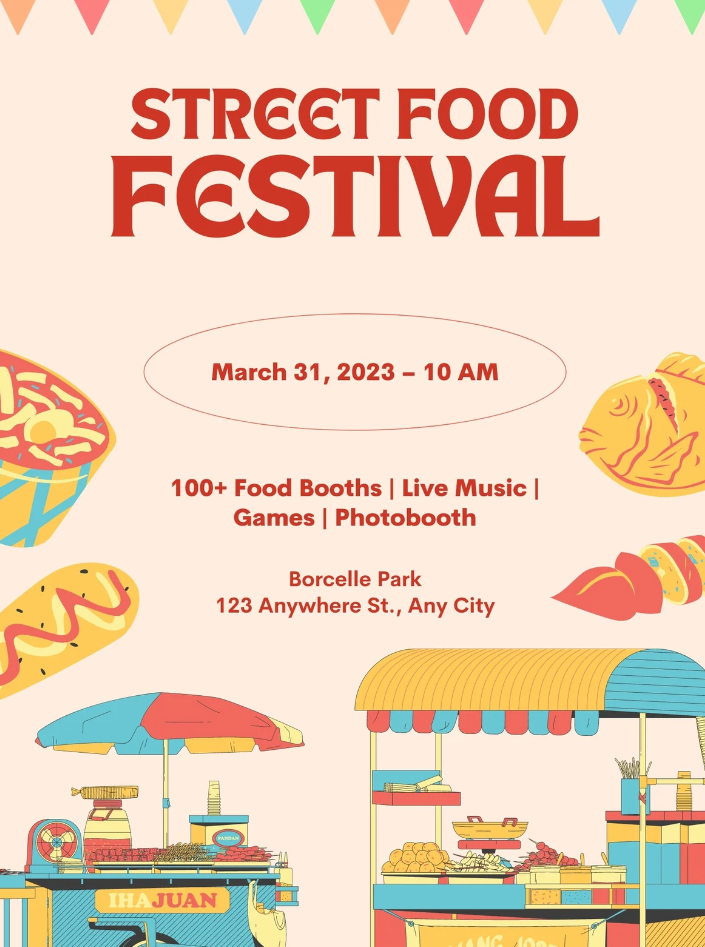 STREET FOOD
FESTIVAL
March 31, 2023 – 10 AM
100+ Food Booths | Live Music |
Games | Photobooth
Borcelle Park
123 Anywhere St., Any City
IHAJUAN